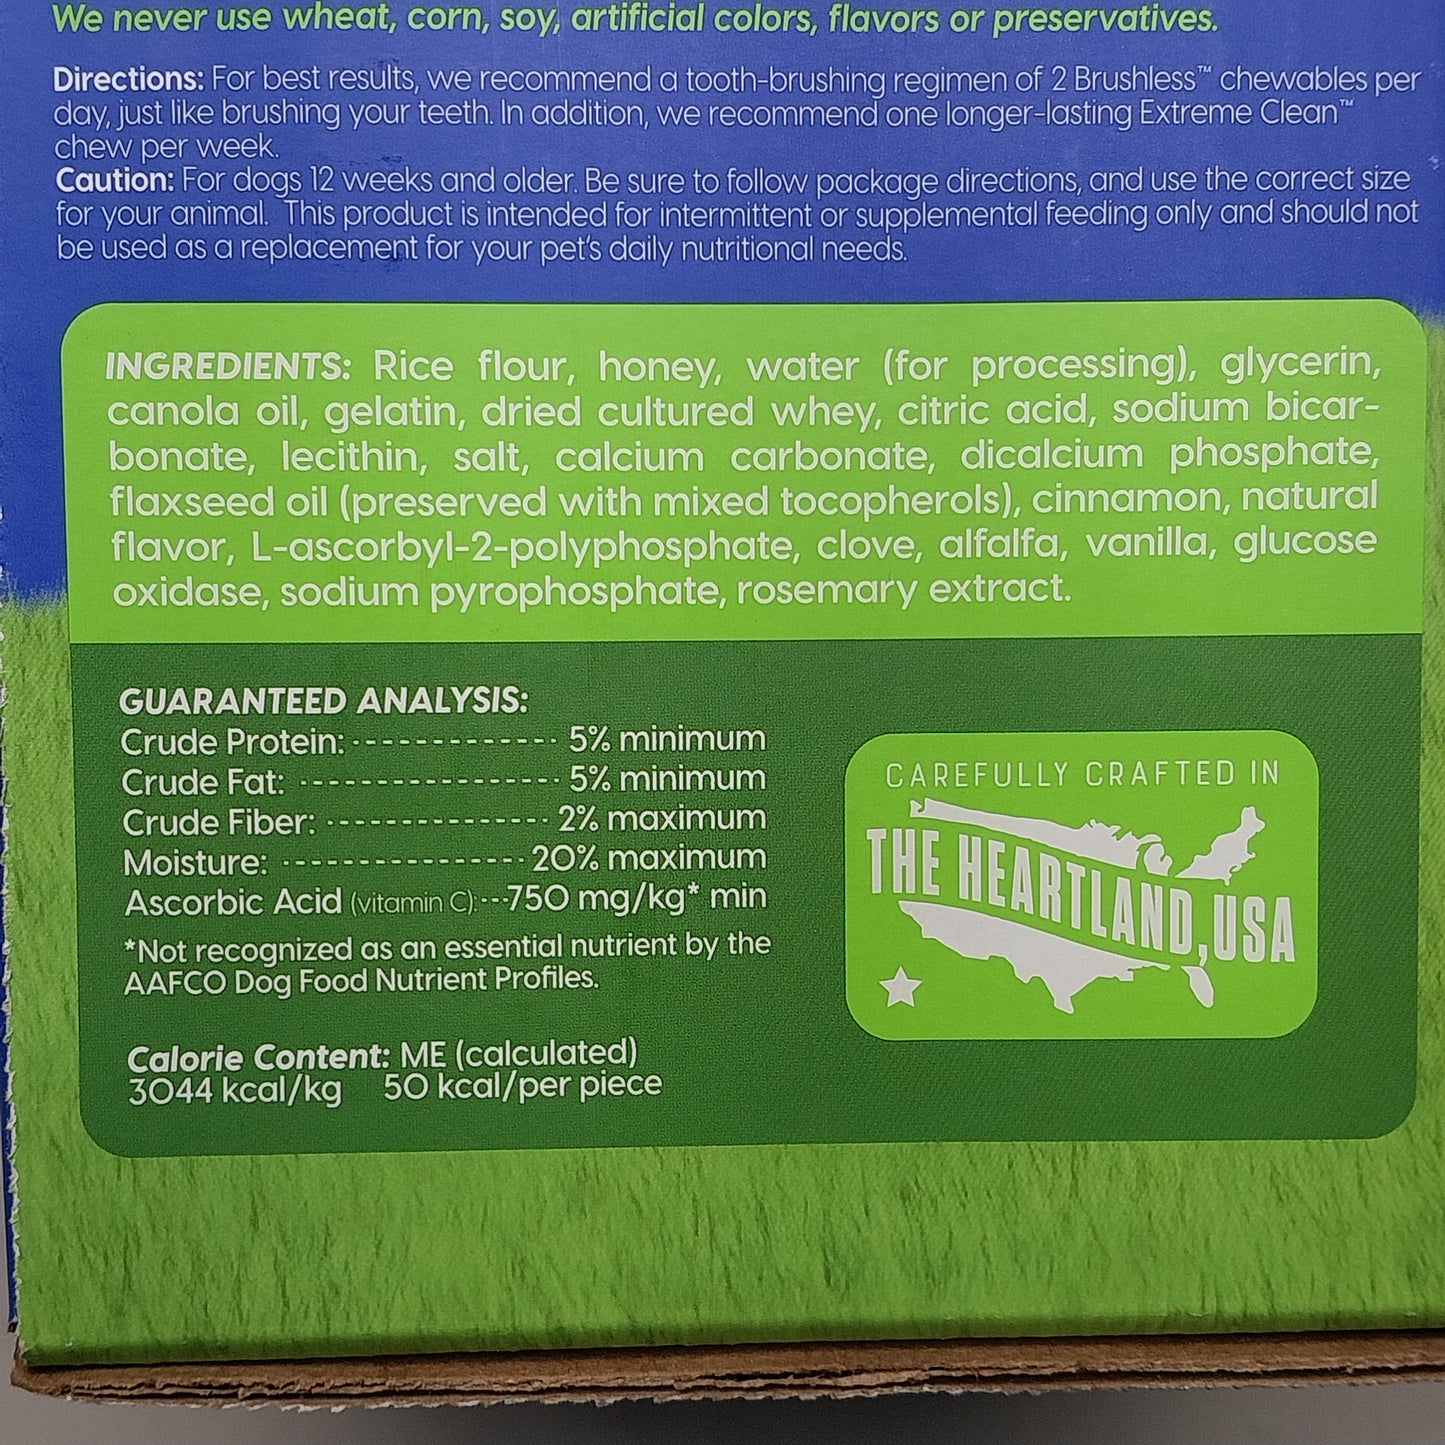 We never use wheat, corn, soy, artificial colors, flavors or preservatives.
Directions: For best results, we recommend a tooth-brushing regimen of 2 Brushless™ chewables per
day, just like brushing your teeth. In addition, we recommend one longer-lasting Extreme Clean™
chew per week.
Caution: For dogs 12 weeks and older. Be sure to follow package directions, and use the correct size
for your animal. This product is intended for intermittent or supplemental feeding only and should not
be used as a replacement for your pet's daily nutritional needs.
INGREDIENTS: Rice flour, honey, water (for processing), glycerin,
canola oil, gelatin, dried cultured whey, citric acid, sodium bicar-
bonate, lecithin, salt, calcium carbonate, dicalcium phosphate,
flaxseed oil (preserved with mixed tocopherols), cinnamon, natural
flavor, L-ascorbyl-2-polyphosphate, clove, alfalfa, vanilla, glucose
oxidase, sodium pyrophosphate, rosemary extract.
GUARANTEED ANALYSIS:
Crude Protein: ------------- 5% minimum
Crude Fat: ----------------- 5% minimum
Crude Fiber: -------------- 2% maximum
Moisture: ---------------- 20% maximum
Ascorbic Acid (vitamin C):---750 mg/kg* min
*Not recognized as an essential nutrient by the
AAFCO Dog Food Nutrient Profiles.
Calorie Content: ME (calculated)
3044 kcal/kg 50 kcal/per piece
CAREFULLY CRAFTED IN
THE HEARTLAND, USA